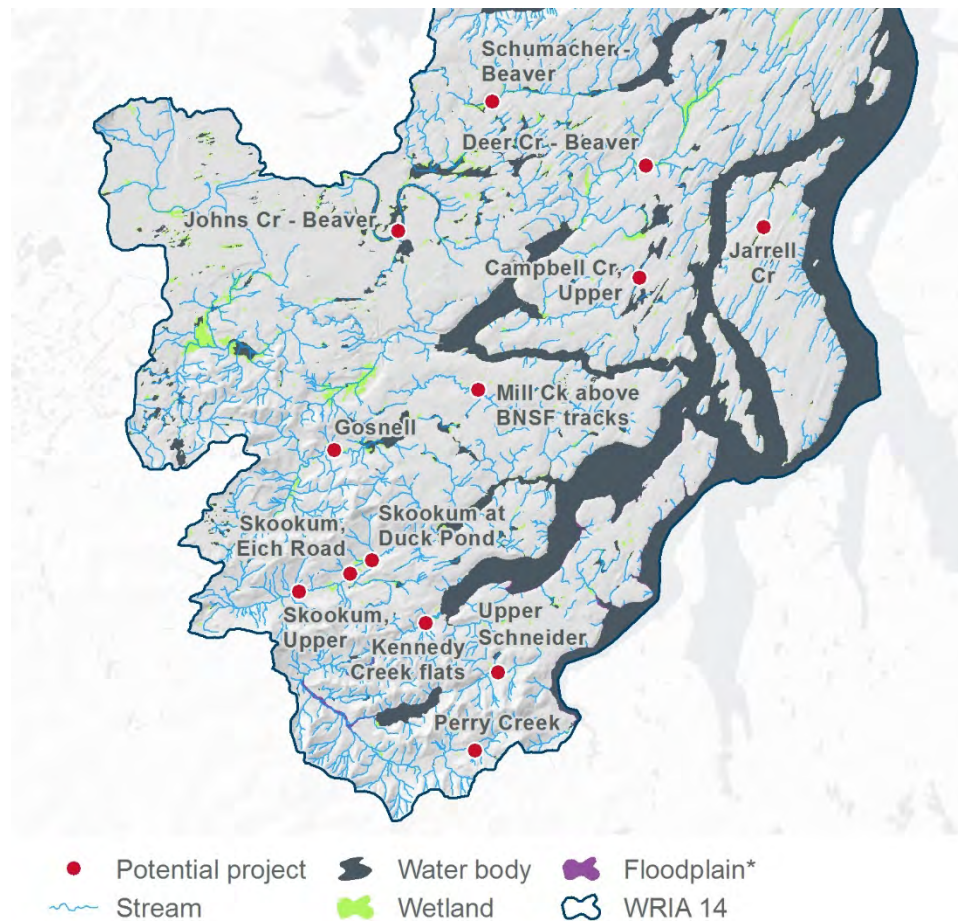 Schumacher -
Beaver
Deer Cr - Beaver
Johns Cr - Beaver
Jarrell
Cr
Campbell Cr,
Upper
Mill Ck above
BNSF tracks
Gosnell
Skookum at
Duck Pond
Skookum,
Eich Road
Skookum,
Upper
Upper
Schneider
Kennedy
Creek flats
Perry Creek
Potential project
Water body
Floodplain*
Stream
Wetland
WRIA 14